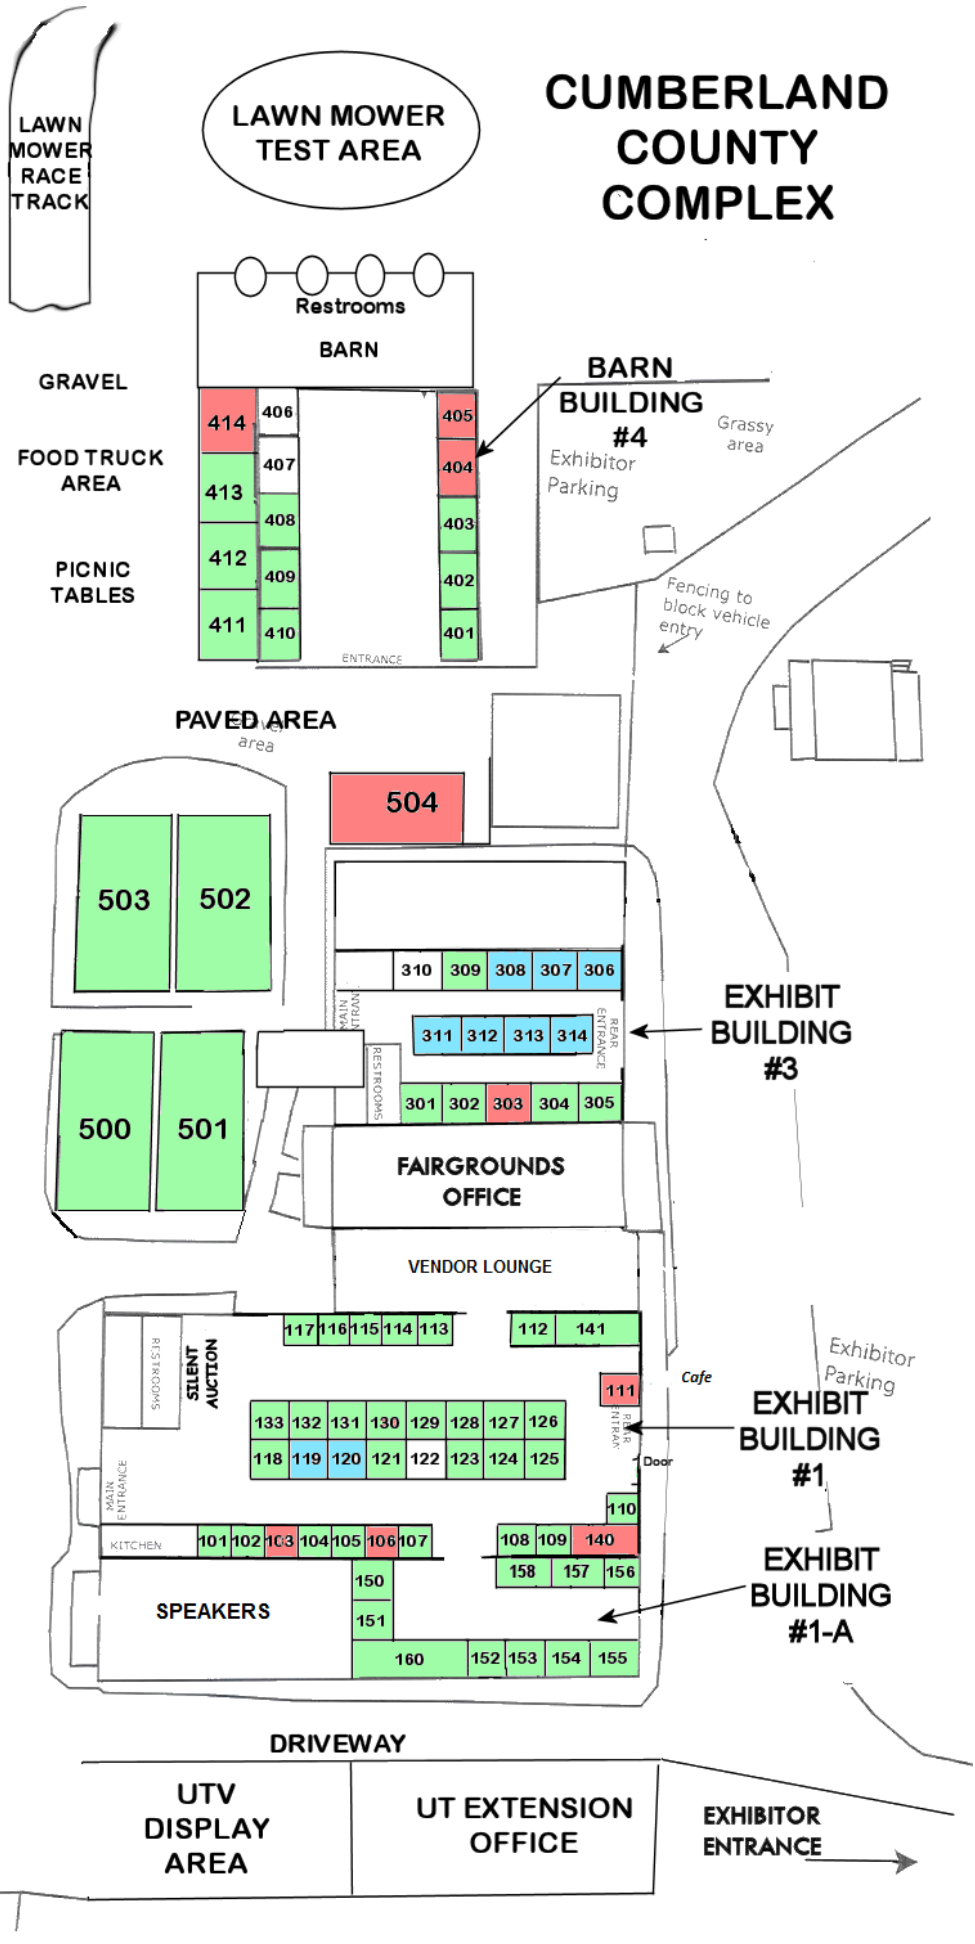 CUMBERLAND
COUNTY
COMPLEX
LAWN
MOWER
RACE
TRACK
LAWN MOWER
TEST AREA
Restrooms
BARN
GRAVEL
FOOD TRUCK
AREA
PICNIC
TABLES
BARN
BUILDING
#4
Grassy
area
Exhibitor
Parking
Fencing to
block vehicle
entry
414
406
405
407
404
413
408
403
412
409
402
411
410
401
ENTRANCE
PAVED AREA
area
504
503
502
310
309
308
307
306
MAIN
REAR
ENTRANCE
311
312
313
314
EXHIBIT
BUILDING
#3
RESTROOMS
301
302
303
304
305
500
501
FAIRGROUNDS
OFFICE
VENDOR LOUNGE
117
116
115
114
113
112
141
RESTROOMS
SILENT
AUCTION
111
Cafe
Exhibitor
Parking
REAR
133
132
131
130
129
128
127
126
118
119
120
121
122
123
124
125
EXHIBIT
BUILDING
#1
Door
MAIN
ENTRANCE
110
KITCHEN
101
102
103
104
105
106
107
108
109
140
158
157
156
150
151
SPEAKERS
EXHIBIT
BUILDING
#1-A
160
152
153
154
155
DRIVEWAY
UTV
DISPLAY
AREA
UT EXTENSION
OFFICE
EXHIBITOR
ENTRANCE